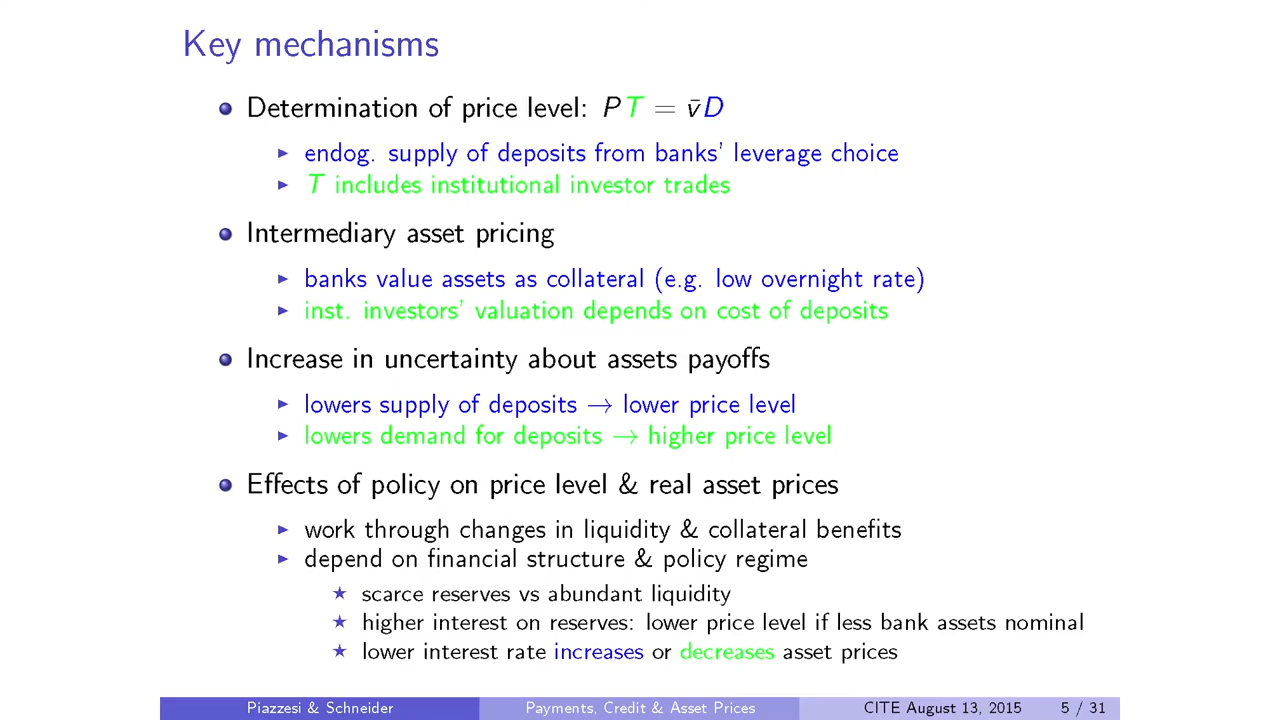 Key mechanisms
Determination of price level: P T = v̄ D
endog. supply of deposits from banks' leverage choice
T includes institutional investor trades
Intermediary asset pricing
banks value assets as collateral (e.g. low overnight rate)
inst. investors' valuation depends on cost of deposits
Increase in uncertainty about assets payoffs
lowers supply of deposits → lower price level
lowers demand for deposits → higher price level
Effects of policy on price level & real asset prices
work through changes in liquidity & collateral benefits
depend on financial structure & policy regime
scarce reserves vs abundant liquidity
higher interest on reserves: lower price level if less bank assets nominal
lower interest rate increases or decreases asset prices
Piazzesi & Schneider Payments, Credit & Asset Prices CITE August 13, 2015 5 / 31